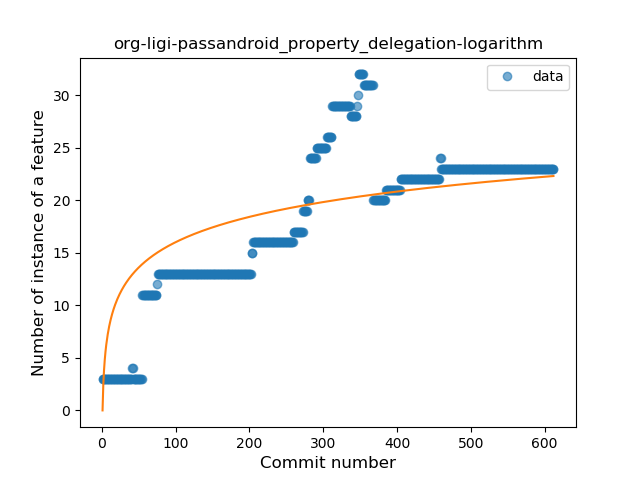 org-ligi-passandroid_property_delegation-logarithm
data
Number of instance of a feature
30
25
20
15
10
5
0
0 100 200 300 400 500 600
Commit number